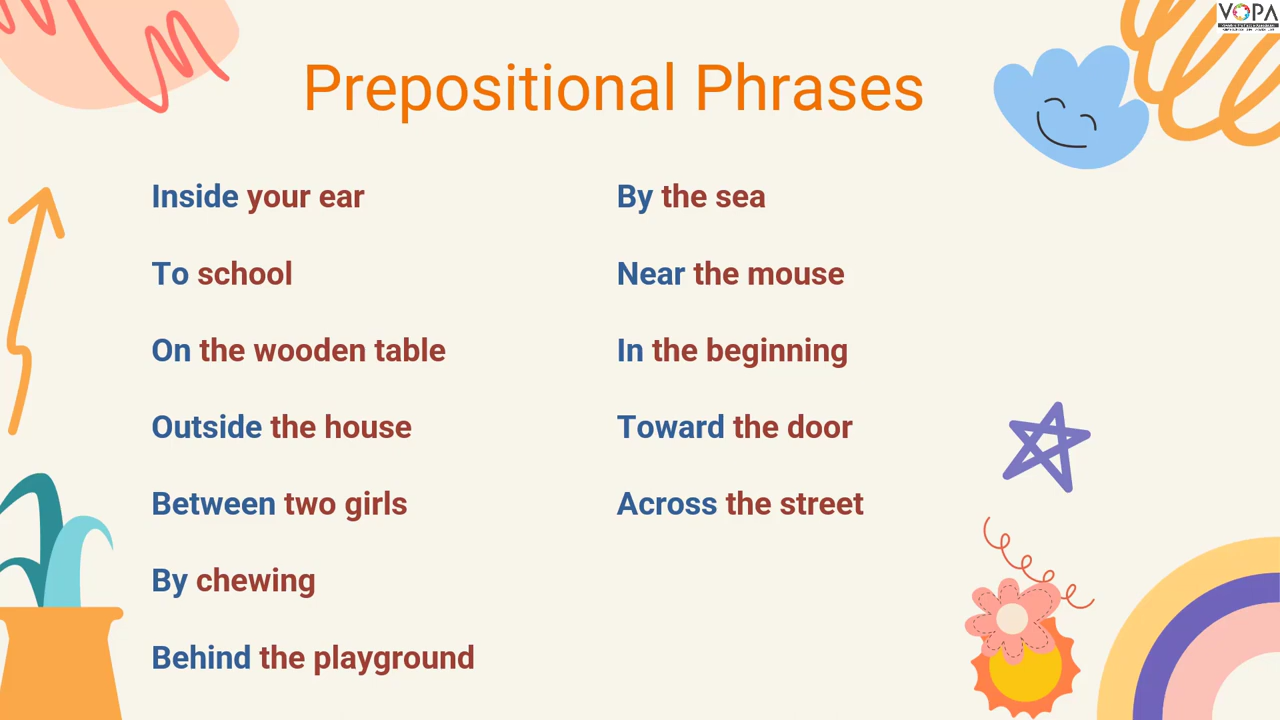 VOPA
Prepositional Phrases
Inside your ear
To school
On the wooden table
Outside the house
Between two girls
By chewing
Behind the playground
By the sea
Near the mouse
In the beginning
Toward the door
Across the street